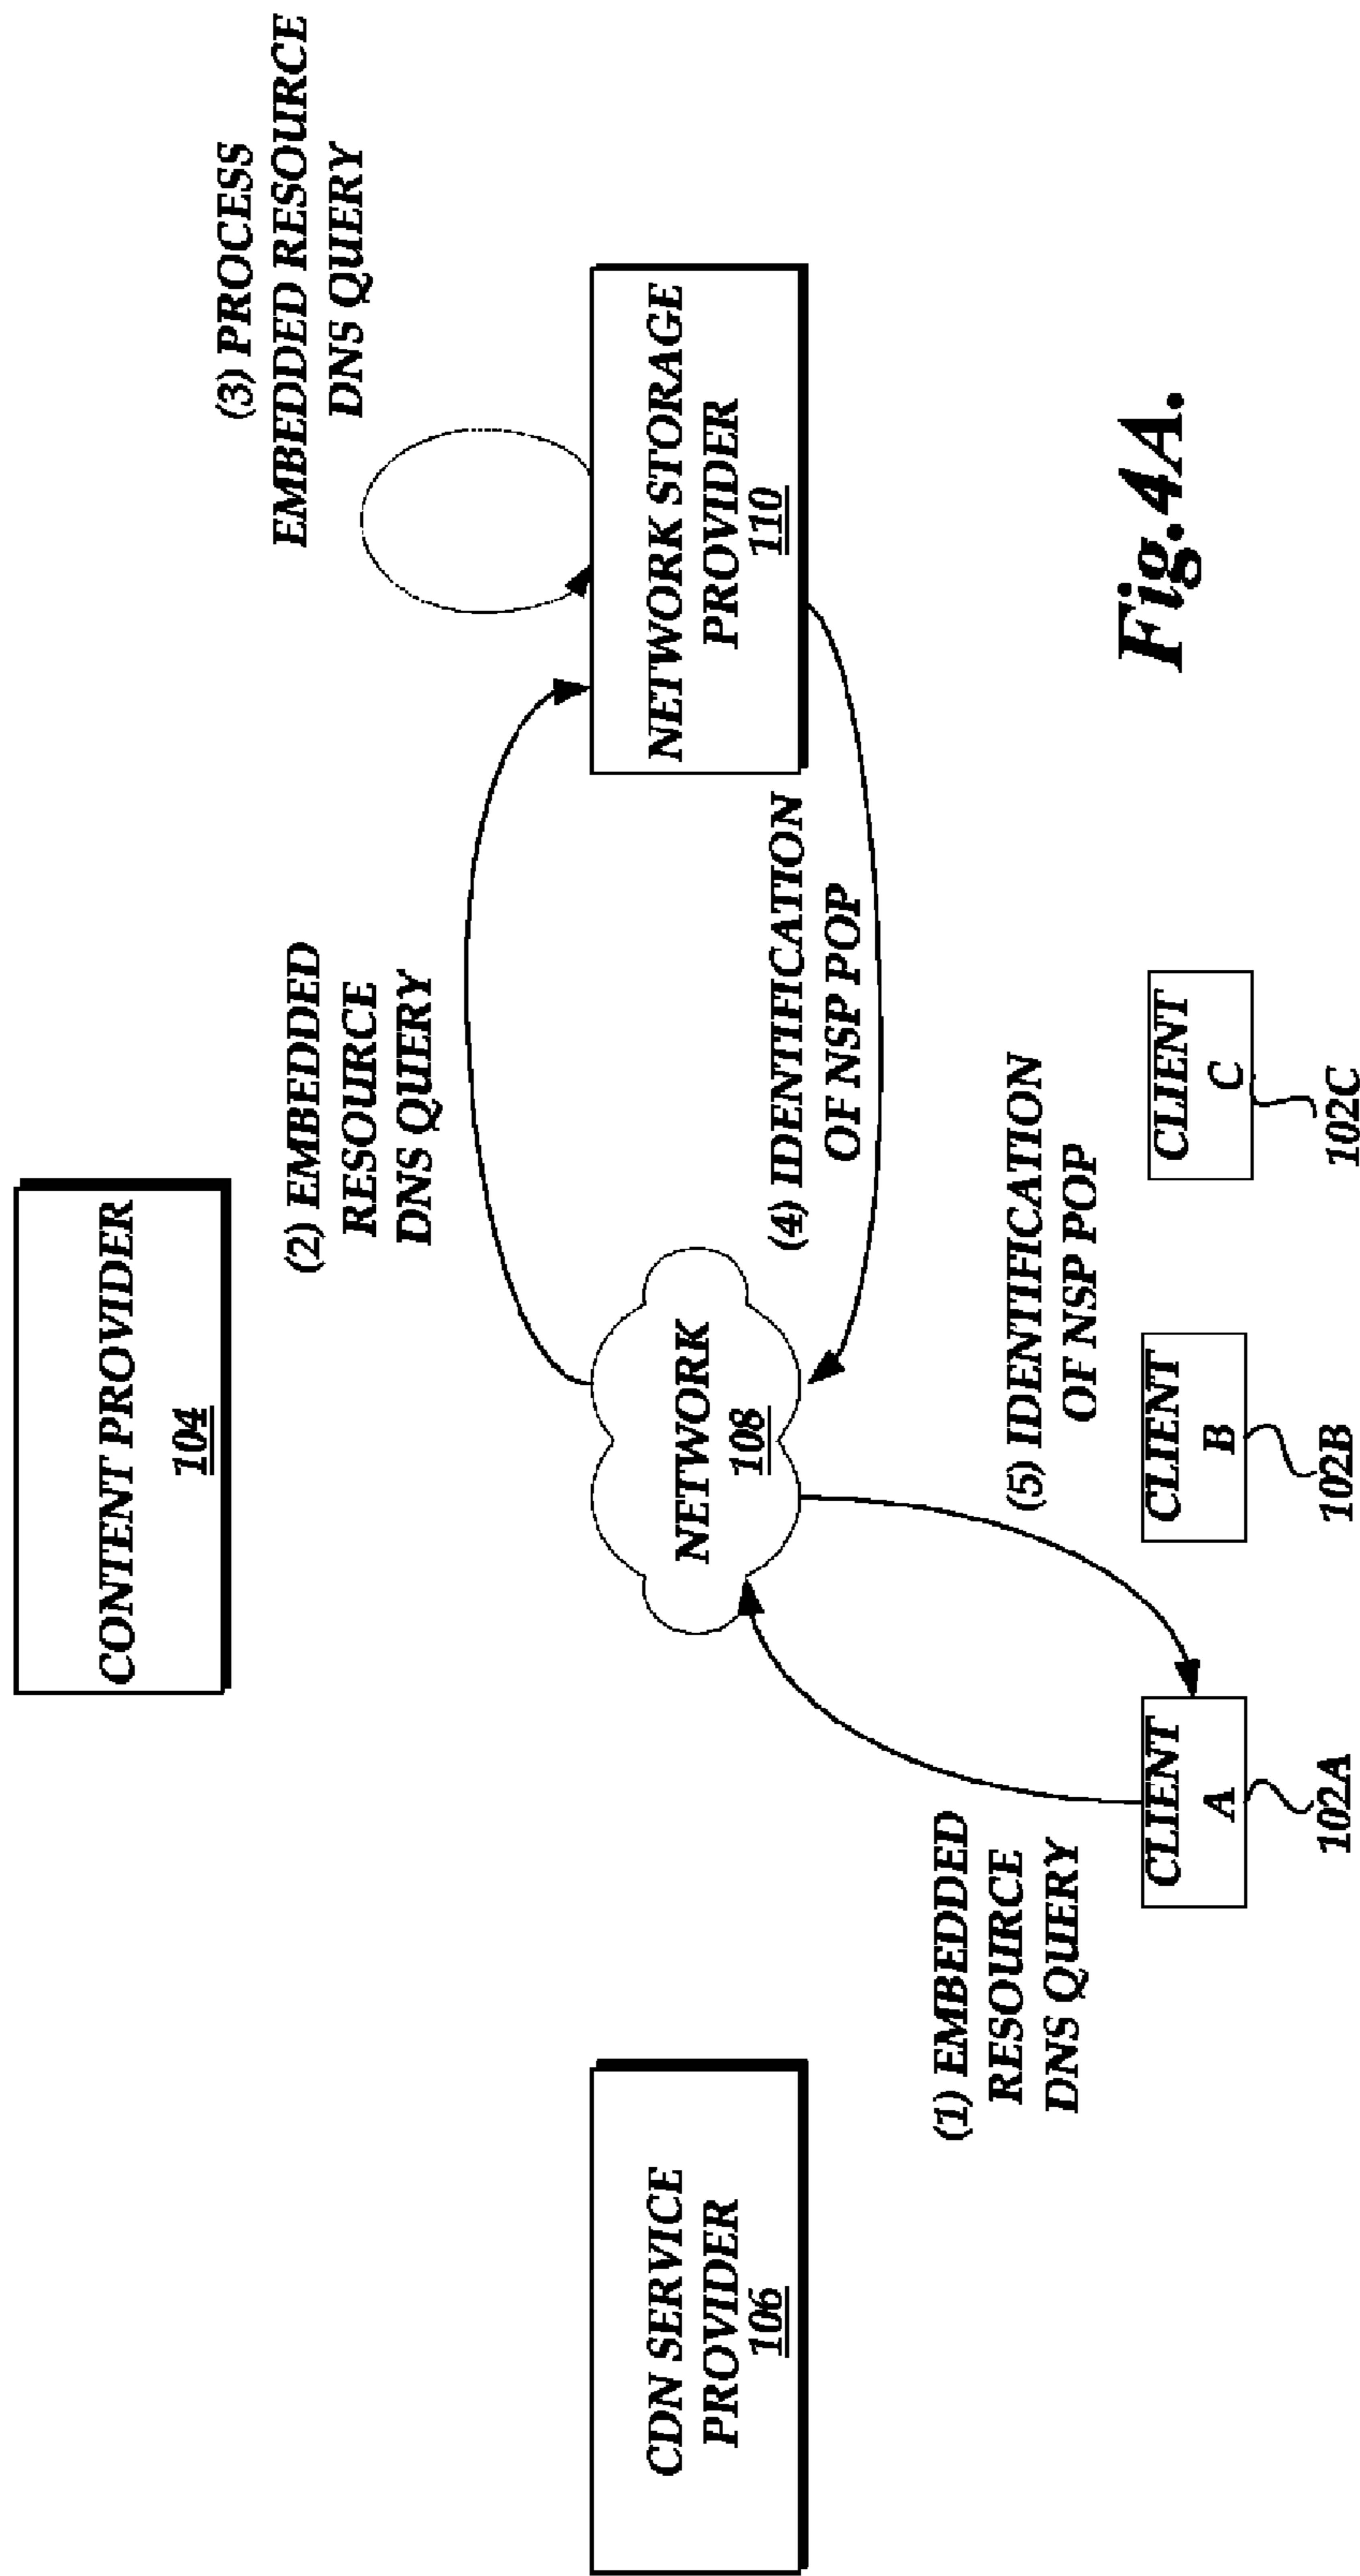 CONTENT PROVIDER
104
(3) PROCESS
EMBEDDED RESOURCE
DNS QUERY
(2) EMBEDDED
RESOURCE
DNS QUERY
CDN SERVICE
PROVIDER
106
NETWORK
108
NETWORK STORAGE
PROVIDER
110
(4) IDENTIFICATION
OF NSP POP
(1) EMBEDDED
RESOURCE
DNS QUERY
(5) IDENTIFICATION
OF NSP POP
CLIENT
A
102A
CLIENT
B
102B
CLIENT
C
102C
Fig.4A.